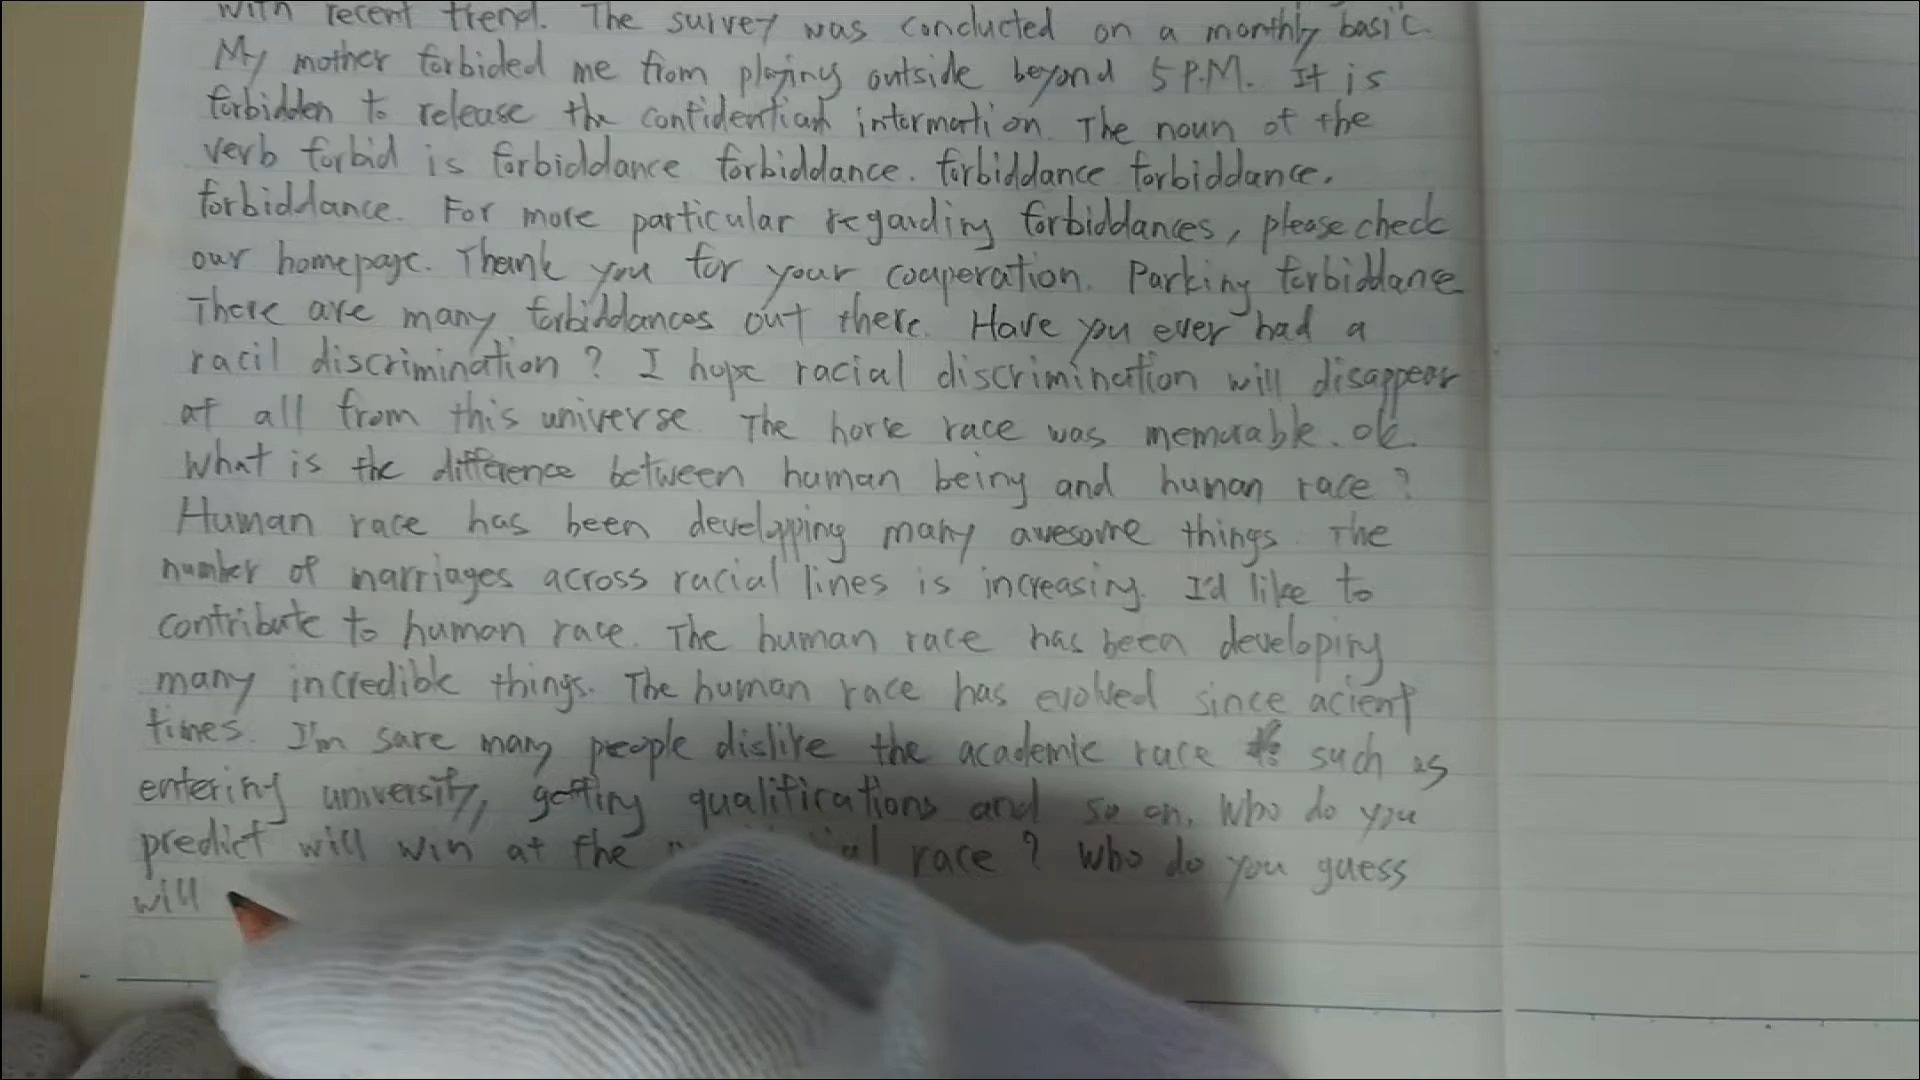 with recent trend. The survey was conducted on a monthly basic.
My mother forbided me from playing outside beyond 5 P.M. It is
forbidden to release the information. The noun of the
verb forbid is forbiddance forbiddance. forbiddance forbiddance.
forbiddance. For more particular regarding forbiddances, please check
our homepage. Thank you for your cooperation. Parking forbiddance
There are many forbiddances out there. Have you ever had a
racil discrimination? I hope racial discrimination will disappear
at all from this universe. The horse race was memorable. ok.
What is the difference between human being and human race?
Human race has been developping many awesome things. The
number of marriages across racial lines is increasing. I'd like to
contribute to human race. The human race has been developing
many incredible things. The human race has evolved since acient
times. I'm sure many people dislike the academic race such as
entering university, getting qualifications and so on. Who do you
predict will win at the race? Who do you guess
will